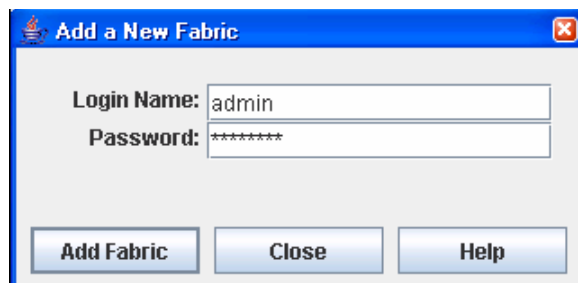 Add a New Fabric
Login Name: admin
Password: ********
Add Fabric Close Help